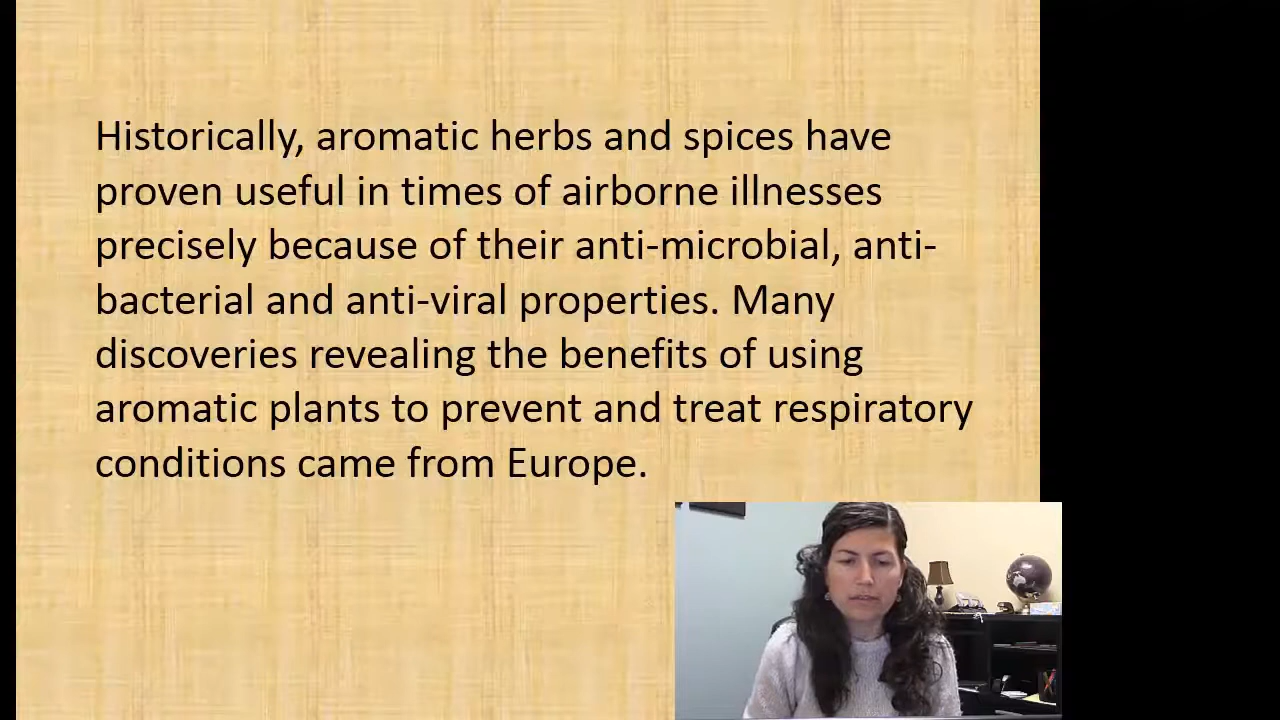 Historically, aromatic herbs and spices have
proven useful in times of airborne illnesses
precisely because of their anti-microbial, anti-
bacterial and anti-viral properties. Many
discoveries revealing the benefits of using
aromatic plants to prevent and treat respiratory
conditions came from Europe.